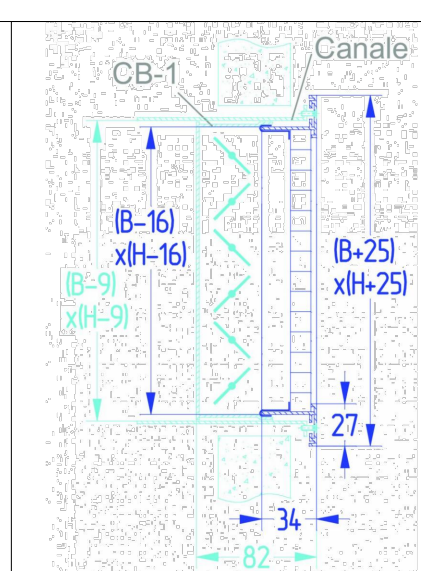 Canale
CB-1
(B–16)
x(H–16)
(B+25)
x(H+25)
(B–9)
x(H–9)
27
34
82